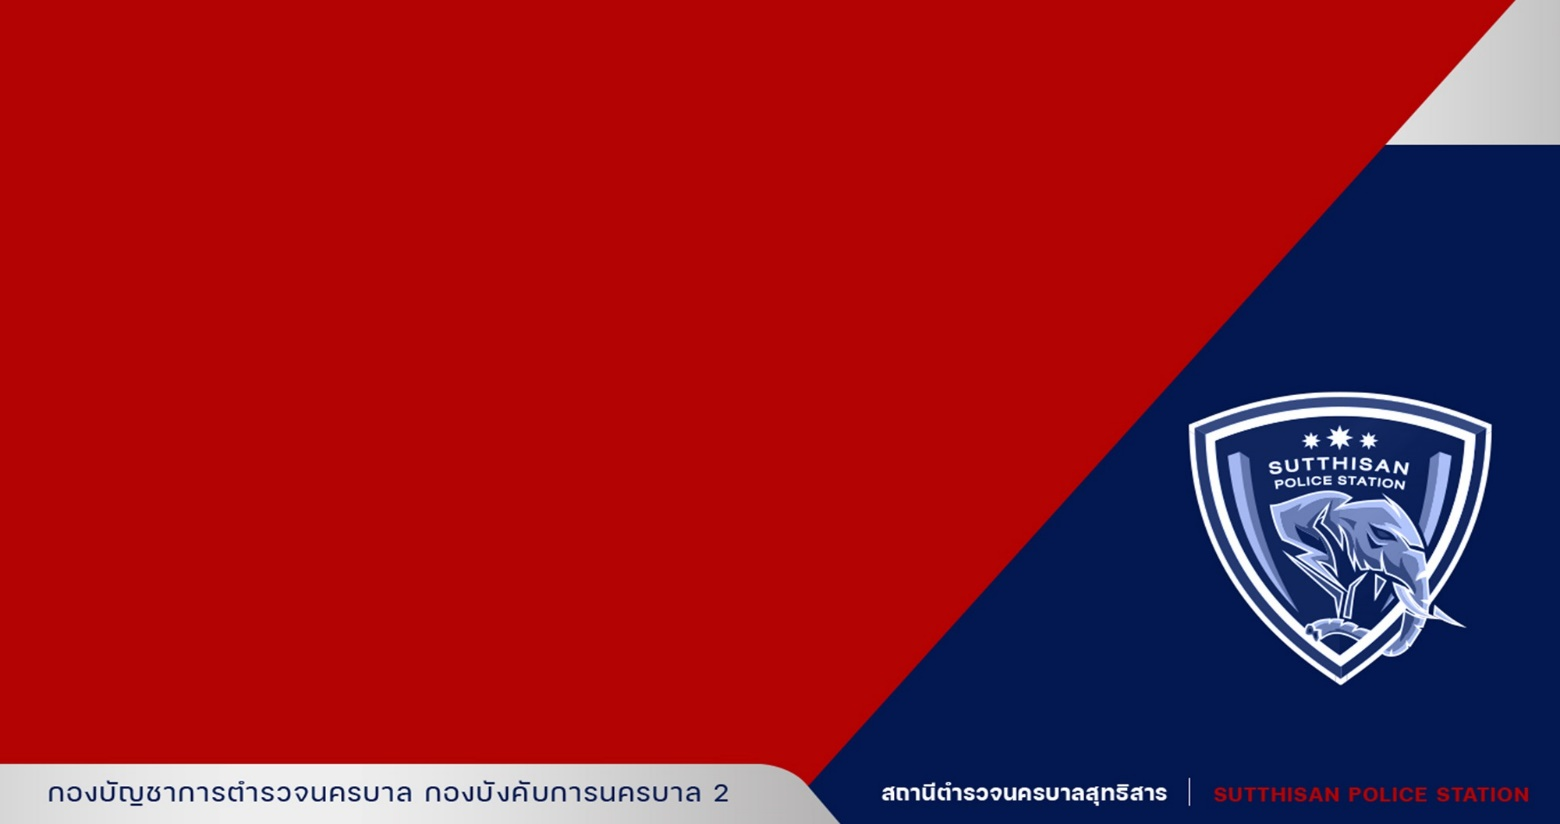 SUTTHISAN
POLICE STATION
กองบัญชาการตำรวจนครบาล กองบังคับการนครบาล 2
สถานีตำรวจนครบาลสุทธิสาร | SUTTHISAN POLICE STATION